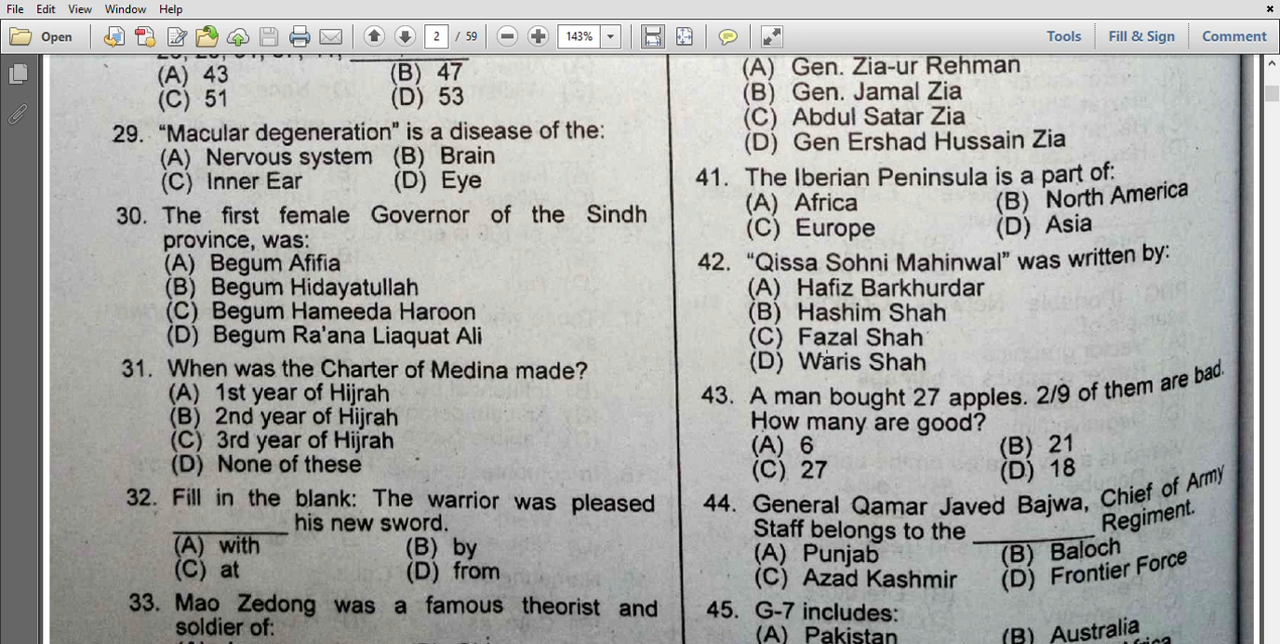 File Edit View Window Help
Open 2 / 59 143% Tools Fill & Sign Comment
(A) 43 (B) 47
(C) 51 (D) 53
29. “Macular degeneration” is a disease of the:
(A) Nervous system (B) Brain
(C) Inner Ear (D) Eye
30. The first female Governor of the Sindh
province, was:
(A) Begum Afifia
(B) Begum Hidayatullah
(C) Begum Hameeda Haroon
(D) Begum Ra'ana Liaquat Ali
31. When was the Charter of Medina made?
(A) 1st year of Hijrah
(B) 2nd year of Hijrah
(C) 3rd year of Hijrah
(D) None of these
32. Fill in the blank: The warrior was pleased
_______ his new sword.
(A) with (B) by
(C) at (D) from
33. Mao Zedong was a famous theorist and
soldier of:
(A) Gen. Zia-ur Rehman
(B) Gen. Jamal Zia
(C) Abdul Satar Zia
(D) Gen Ershad Hussain Zia
41. The Iberian Peninsula is a part of:
(A) Africa (B) North America
(C) Europe (D) Asia
42. “Qissa Sohni Mahinwal” was written by:
(A) Hafiz Barkhurdar
(B) Hashim Shah
(C) Fazal Shah
(D) Waris Shah
43. A man bought 27 apples. 2/9 of them are bad.
How many are good?
(A) 6 (B) 21
(C) 27 (D) 18
44. General Qamar Javed Bajwa, Chief of Army
Staff belongs to the _______ Regiment.
(A) Punjab (B) Baloch
(C) Azad Kashmir (D) Frontier Force
45. G-7 includes:
(A) Pakistan (B) Australia